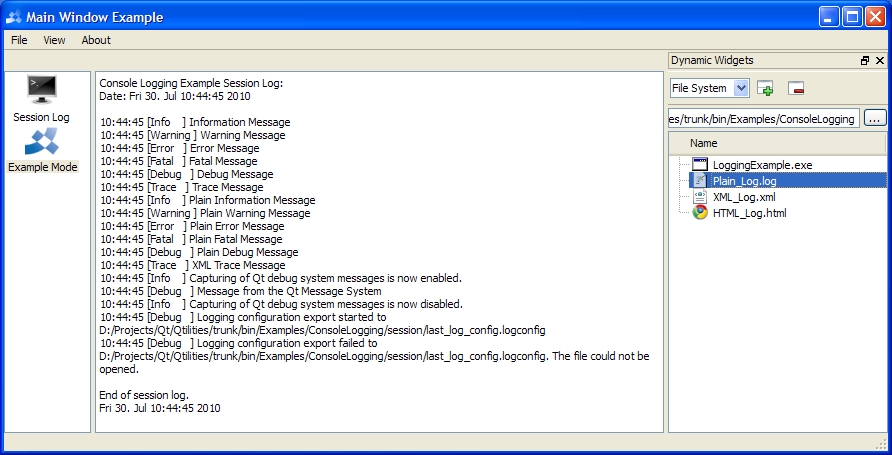 Main Window Example
File View About
Session Log
Example Mode
Console Logging Example Session Log:
Date: Fri 30. Jul 10:44:45 2010
10:44:45 [Info    ] Information Message
10:44:45 [Warning ] Warning Message
10:44:45 [Error   ] Error Message
10:44:45 [Fatal   ] Fatal Message
10:44:45 [Debug   ] Debug Message
10:44:45 [Trace   ] Trace Message
10:44:45 [Info    ] Plain Information Message
10:44:45 [Warning ] Plain Warning Message
10:44:45 [Error   ] Plain Error Message
10:44:45 [Fatal   ] Plain Fatal Message
10:44:45 [Debug   ] Plain Debug Message
10:44:45 [Trace   ] XML Trace Message
10:44:45 [Info    ] Capturing of Qt debug system messages is now enabled.
10:44:45 [Debug   ] Message from the Qt Message System
10:44:45 [Info    ] Capturing of Qt debug system messages is now disabled.
10:44:45 [Debug   ] Logging configuration export started to
D:/Projects/Qt/Qtilities/trunk/bin/Examples/ConsoleLogging/session/last_log_config.logconfig
10:44:45 [Debug   ] Logging configuration export failed to
D:/Projects/Qt/Qtilities/trunk/bin/Examples/ConsoleLogging/session/last_log_config.logconfig. The file could not be
opened.
End of session log.
Fri 30. Jul 10:44:45 2010
Dynamic Widgets
File System
es/trunk/bin/Examples/ConsoleLogging ...
Name
LoggingExample.exe
Plain_Log.log
XML_Log.xml
HTML_Log.html